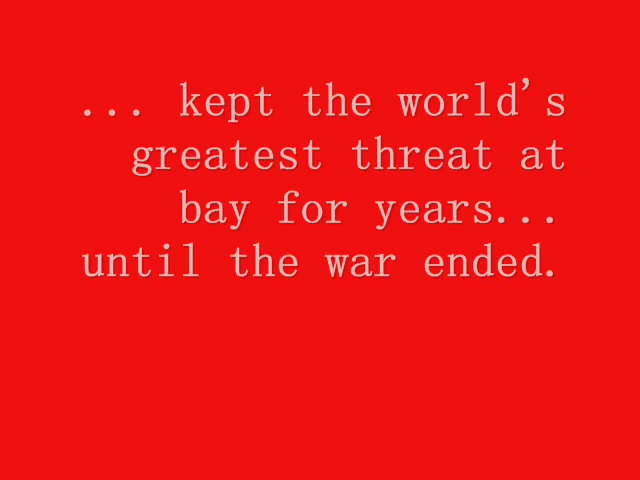 ... kept the world's
greatest threat at
bay for years...
until the war ended.